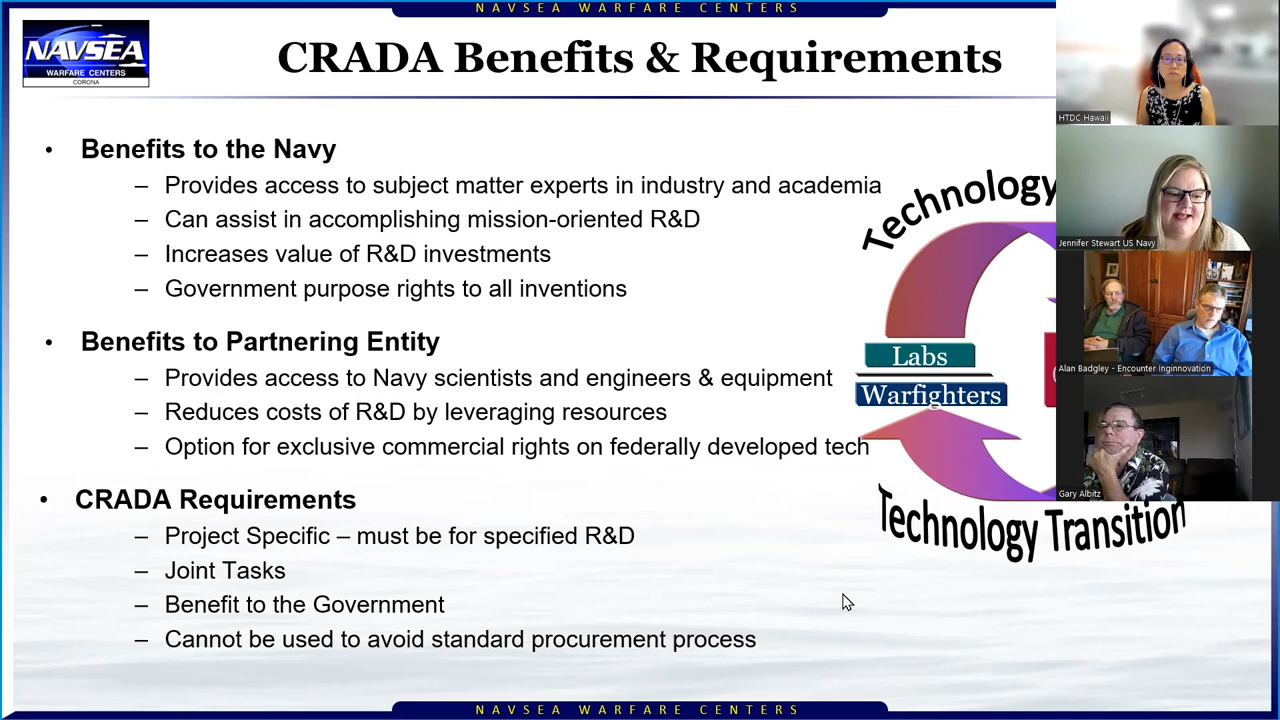 NAVSEA WARFARE CENTERS
NAVSEA
WARFARE CENTERS
CORONA
CRADA Benefits & Requirements
• Benefits to the Navy
– Provides access to subject matter experts in industry and academia
– Can assist in accomplishing mission-oriented R&D
– Increases value of R&D investments
– Government purpose rights to all inventions
• Benefits to Partnering Entity
– Provides access to Navy scientists and engineers & equipment
– Reduces costs of R&D by leveraging resources
– Option for exclusive commercial rights on federally developed tech
• CRADA Requirements
– Project Specific – must be for specified R&D
– Joint Tasks
– Benefit to the Government
– Cannot be used to avoid standard procurement process
Technology
Labs
Warfighters
Technology Transition
HTDC Hawaii
Jennifer Stewart US Navy
Alan Badgley - Encounter Inginnovation
Gary Albitz
NAVSEA WARFARE CENTERS